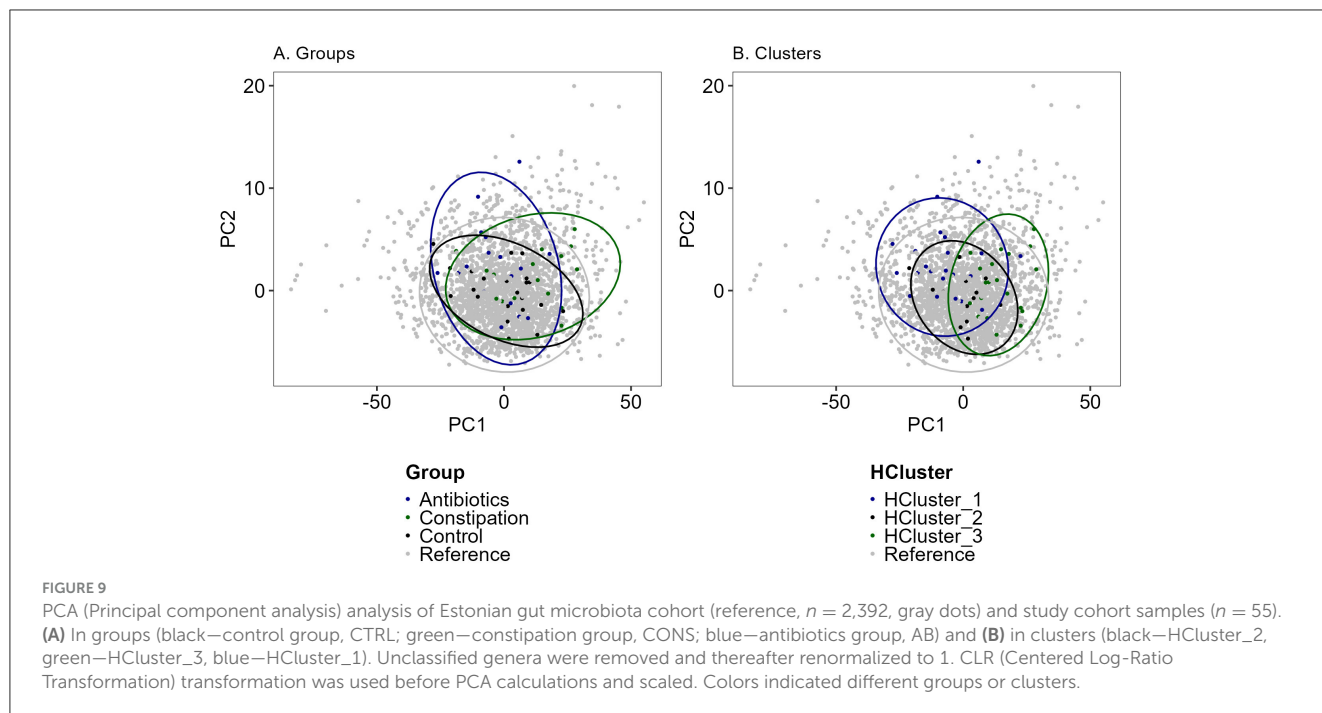 A. Groups
20
10
0
PC2
-50
0
50
PC1
Group
Antibiotics
Constipation
Control
Reference
B. Clusters
20
10
0
PC2
-50
0
50
PC1
HCluster
HCluster_1
HCluster_2
HCluster_3
Reference
FIGURE 9
PCA (Principal component analysis) analysis of Estonian gut microbiota cohort (reference, n = 2,392, gray dots) and study cohort samples (n = 55).
(A) In groups (black—control group, CTRL; green—constipation group, CONS; blue—antibiotics group, AB) and (B) in clusters (black—HCluster_2,
green—HCluster_3, blue—HCluster_1). Unclassified genera were removed and thereafter renormalized to 1. CLR (Centered Log-Ratio
Transformation) transformation was used before PCA calculations and scaled. Colors indicated different groups or clusters.